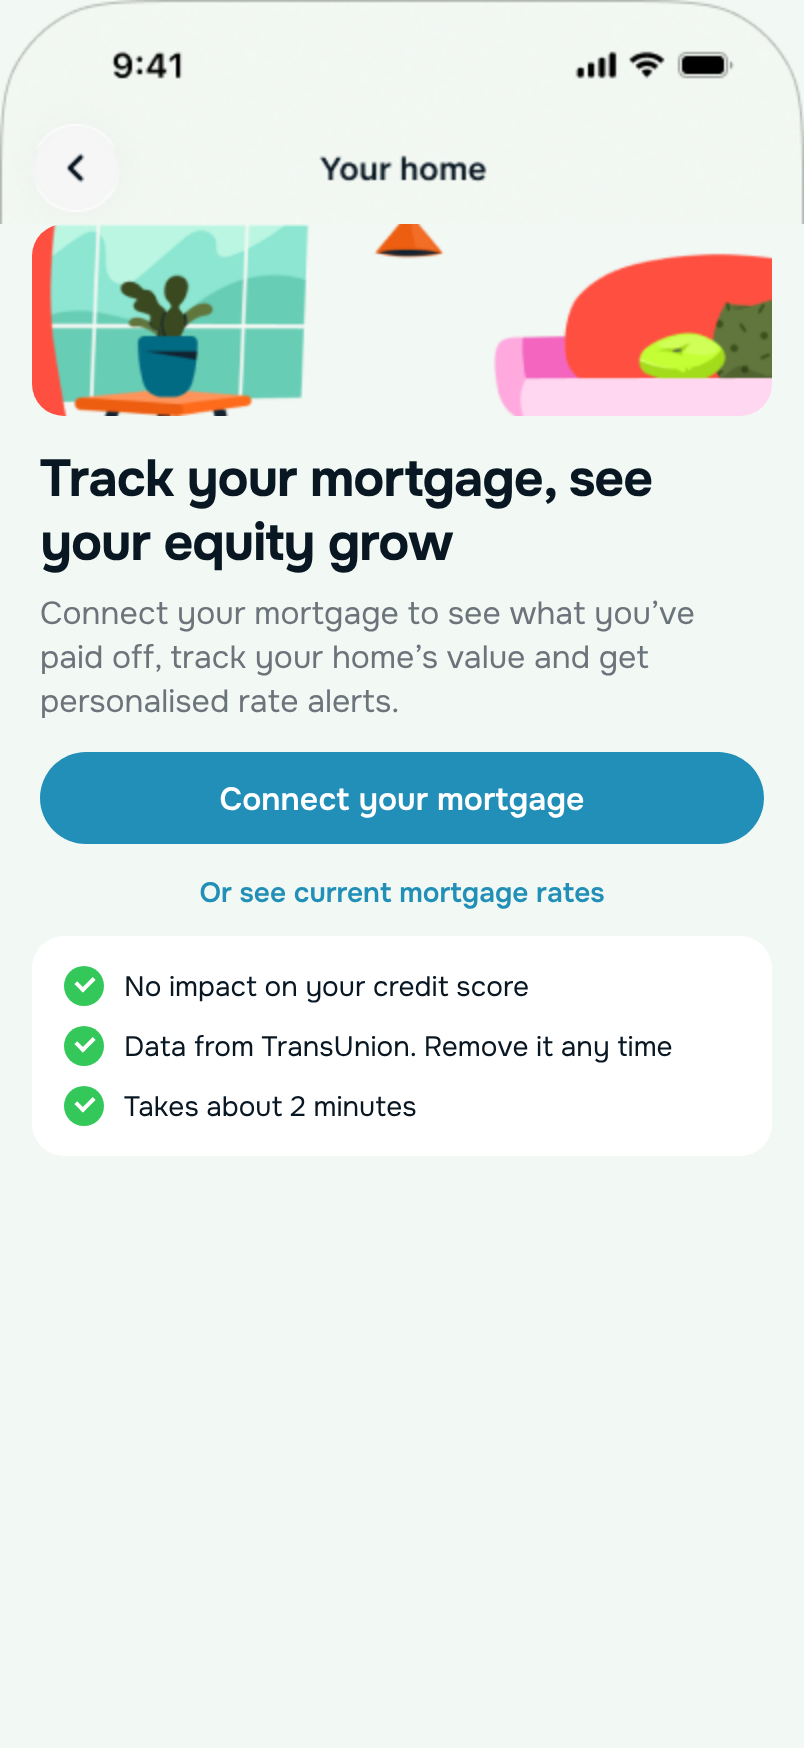 9:41
Your home
Track your mortgage, see
your equity grow
Connect your mortgage to see what you’ve
paid off, track your home’s value and get
personalised rate alerts.
Connect your mortgage
Or see current mortgage rates
No impact on your credit score
Data from TransUnion. Remove it any time
Takes about 2 minutes